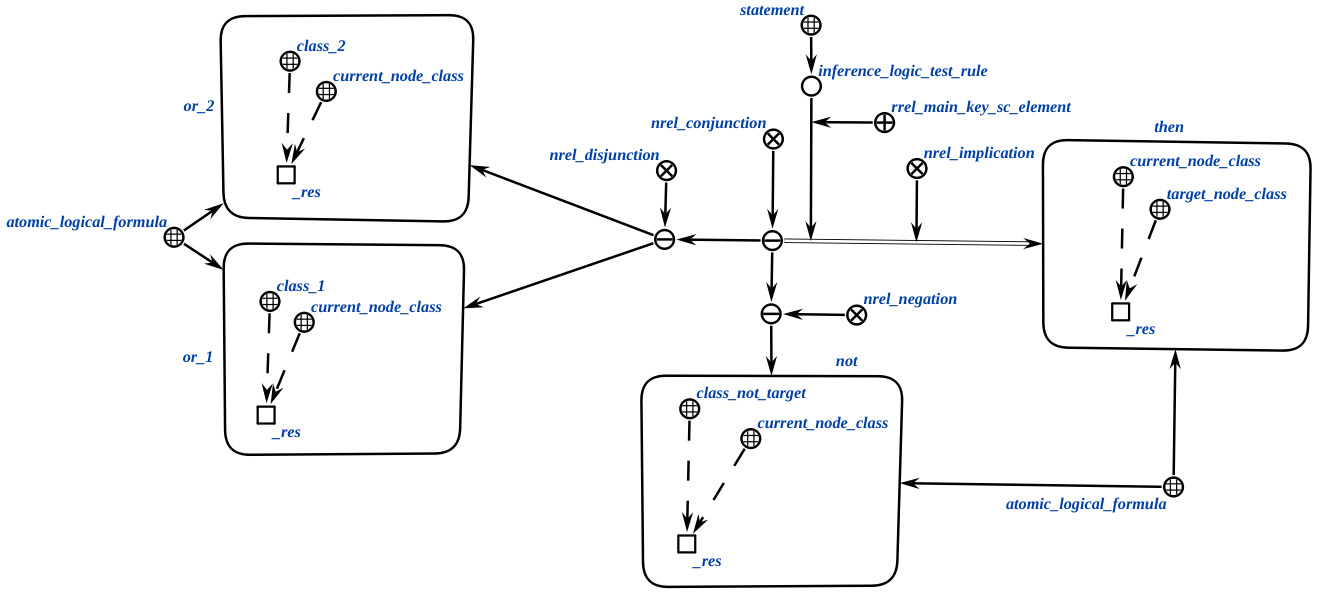 statement
class_2
inference_logic_test_rule
current_node_class
or_2
rrel_main_key_sc_element
nrel_conjunction
then
nrel_disjunction
nrel_implication
current_node_class
_res
target_node_class
atomic_logical_formula
class_1
current_node_class
nrel_negation
_res
or_1
not
class_not_target
current_node_class
_res
atomic_logical_formula
_res